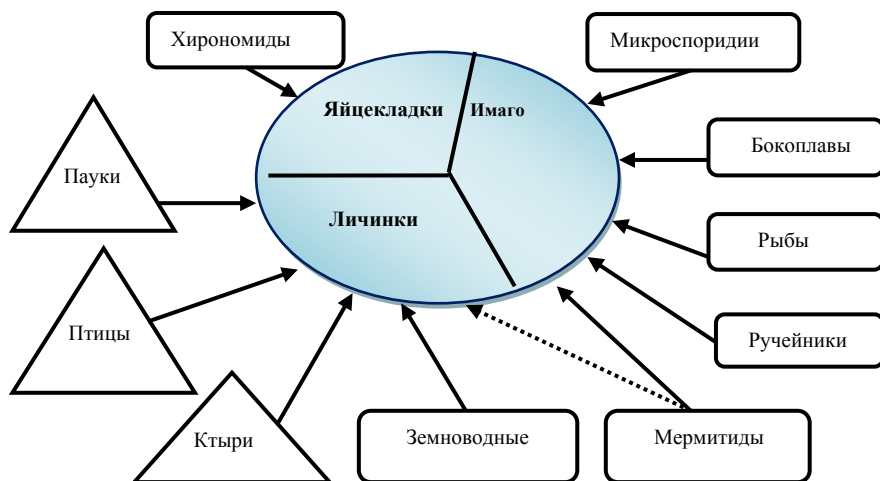 Хирономиды
Микроспоридии
Яйцекладки
Имаго
Бокоплавы
Пауки
Личинки
Рыбы
Птицы
Ручейники
Ктыри
Земноводные
Мермитиды